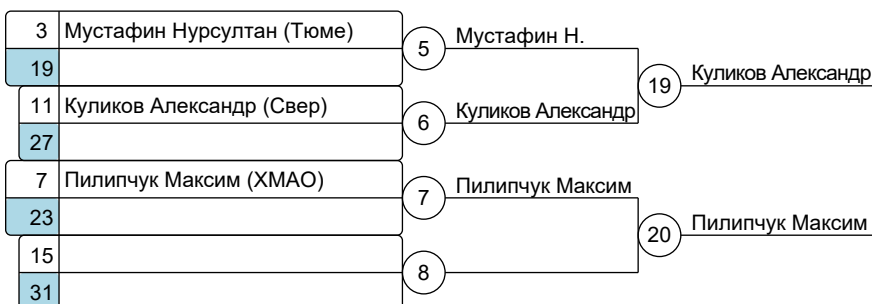 3 Мустафин Нурсултан (Тюме)
19
5 Мустафин Н.
11 Куликов Александр (Свер)
27
6 Куликов Александр
19 Куликов Александр
7 Пилипчук Максим (ХМАО)
23
7 Пилипчук Максим
15
31
8
20 Пилипчук Максим